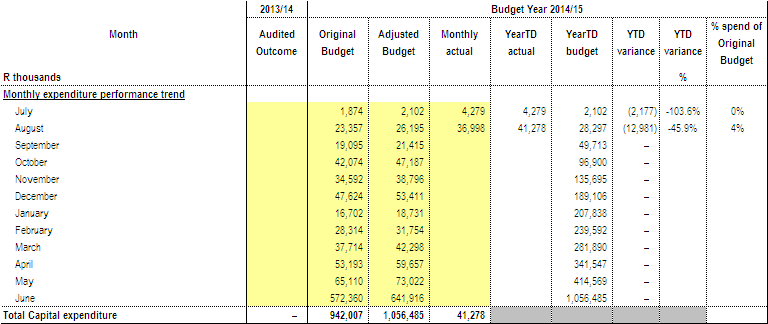 2013/14 Budget Year 2014/15
Month Audited Outcome Original Budget Adjusted Budget Monthly actual YearTD actual YearTD budget YTD variance YTD variance % % spend of Original Budget
R thousands
Monthly expenditure performance trend
July 1,874 2,102 4,279 4,279 2,102 (2,177) -103.6% 0%
August 23,357 26,195 36,998 41,278 28,297 (12,981) -45.9% 4%
September 19,095 21,415 49,713 –
October 42,074 47,187 96,900 –
November 34,592 38,796 135,695 –
December 47,624 53,411 189,106 –
January 16,702 18,731 207,838 –
February 28,314 31,754 239,592 –
March 37,714 42,298 281,890 –
April 53,193 59,657 341,547 –
May 65,110 73,022 414,569 –
June 572,360 641,916 1,056,485 –
Total Capital expenditure – 942,007 1,056,485 41,278